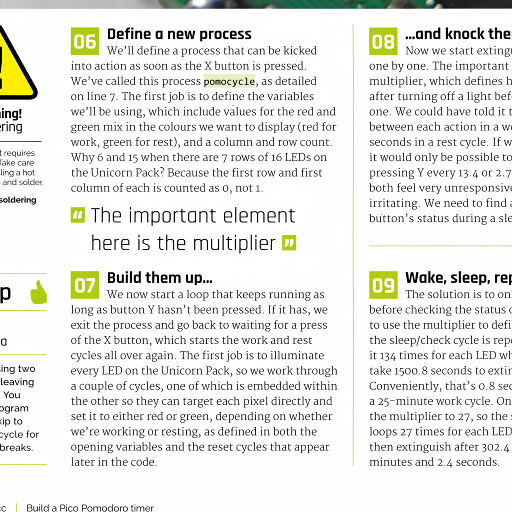 ning!
ering
t requires
Take care
ling a hot
and solder.
soldering
p
a
ing two
leaving
You
ogram
kip to
cycle for
breaks.
06 Define a new process
We'll define a process that can be kicked
into action as soon as the X button is pressed.
We've called this process pomocycle, as detailed
on line 7. The first job is to define the variables
we'll be using, which include values for the red and
green mix in the colours we want to display (red for
work, green for rest), and a column and row count.
Why 6 and 15 when there are 7 rows of 16 LEDs on
the Unicorn Pack? Because the first row and first
column of each is counted as 0, not 1.
The important element
here is the multiplier
07 Build them up...
We now start a loop that keeps running as
long as button Y hasn't been pressed. If it has, we
exit the process and go back to waiting for a press
of the X button, which starts the work and rest
cycles all over again. The first job is to illuminate
every LED on the Unicorn Pack, so we work through
a couple of cycles, one of which is embedded within
the other so they can target each pixel directly and
set it to either red or green, depending on whether
we're working or resting, as defined in both the
opening variables and the reset cycles that appear
later in the code.
08 ...and knock the
Now we start extingu
one by one. The important
multiplier, which defines h
after turning off a light bef
one. We could have told it t
between each action in a wo
seconds in a rest cycle. If w
it would only be possible to
pressing Y every 13.4 or 2.7
both feel very unresponsive
irritating. We need to find a
button's status during a sle
09 Wake, sleep, rep
The solution is to on
before checking the status o
to use the multiplier to defi
the sleep/check cycle is repe
it 134 times for each LED wh
take 1500.8 seconds to extin
Conveniently, that's 0.8 sec
a 25-minute work cycle. On
the multiplier to 27, so the s
loops 27 times for each LED
then extinguish after 302.4
minutes and 2.4 seconds.
cc | Build a Pico Pomodoro timer